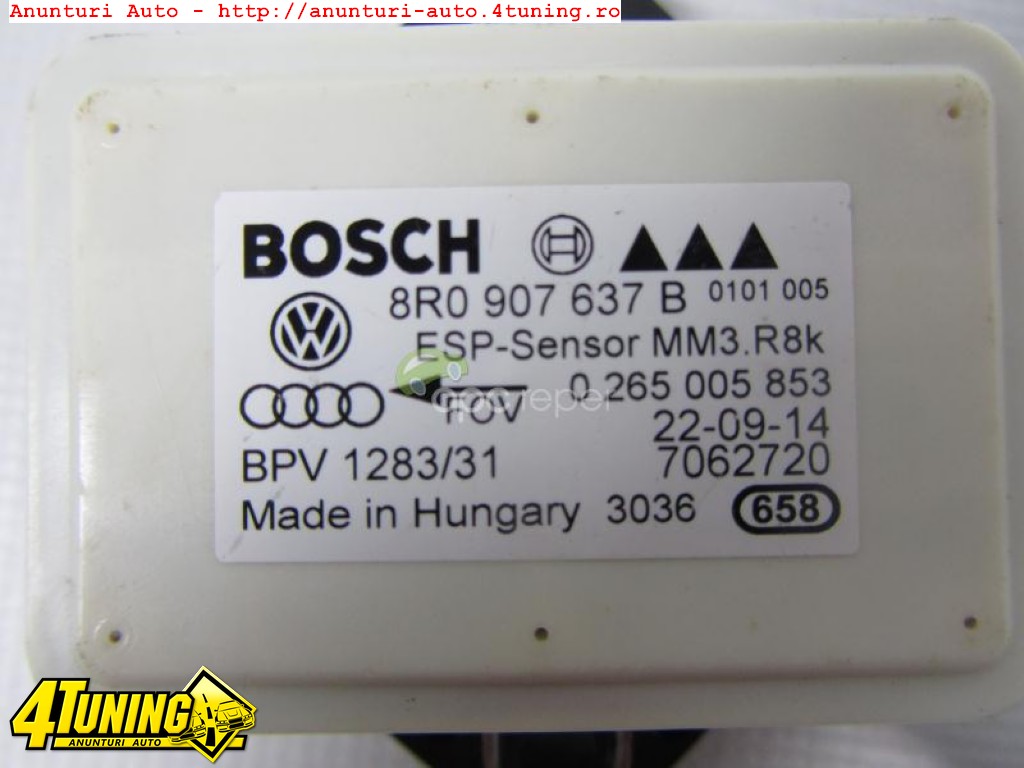 Anunturi Auto - http://anunturi-auto.4tuning.ro
BOSCH
8R0 907 637 B 0101 005
ESP-Sensor MM3.R8k
0 265 005 853
22-09-14
BPV 1283/31 7062720
Made in Hungary 3036 658
4TUNING
ANUNTURI AUTO